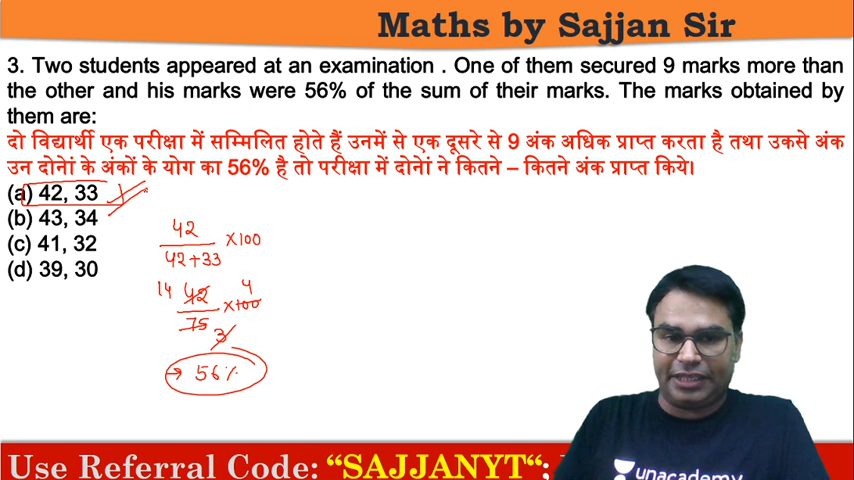 Maths by Sajjan Sir
3. Two students appeared at an examination . One of them secured 9 marks more than
the other and his marks were 56% of the sum of their marks. The marks obtained by
them are:
दो विद्यार्थी एक परीक्षा में सम्मिलित होते हैं उनमें से एक दूसरे से 9 अंक अधिक प्राप्त करता है तथा उकसे अंक
उन दोनों के अंकों के योग का 56% है तो परीक्षा में दोनों ने कितने – कितने अंक प्राप्त किये।
(a) 42, 33
(b) 43, 34
(c) 41, 32
(d) 39, 30
42
42+33 ×100
14 42 4
75 ×100
3
→ 56%
Use Referral Code: “SAJJANYT“;
unacademy